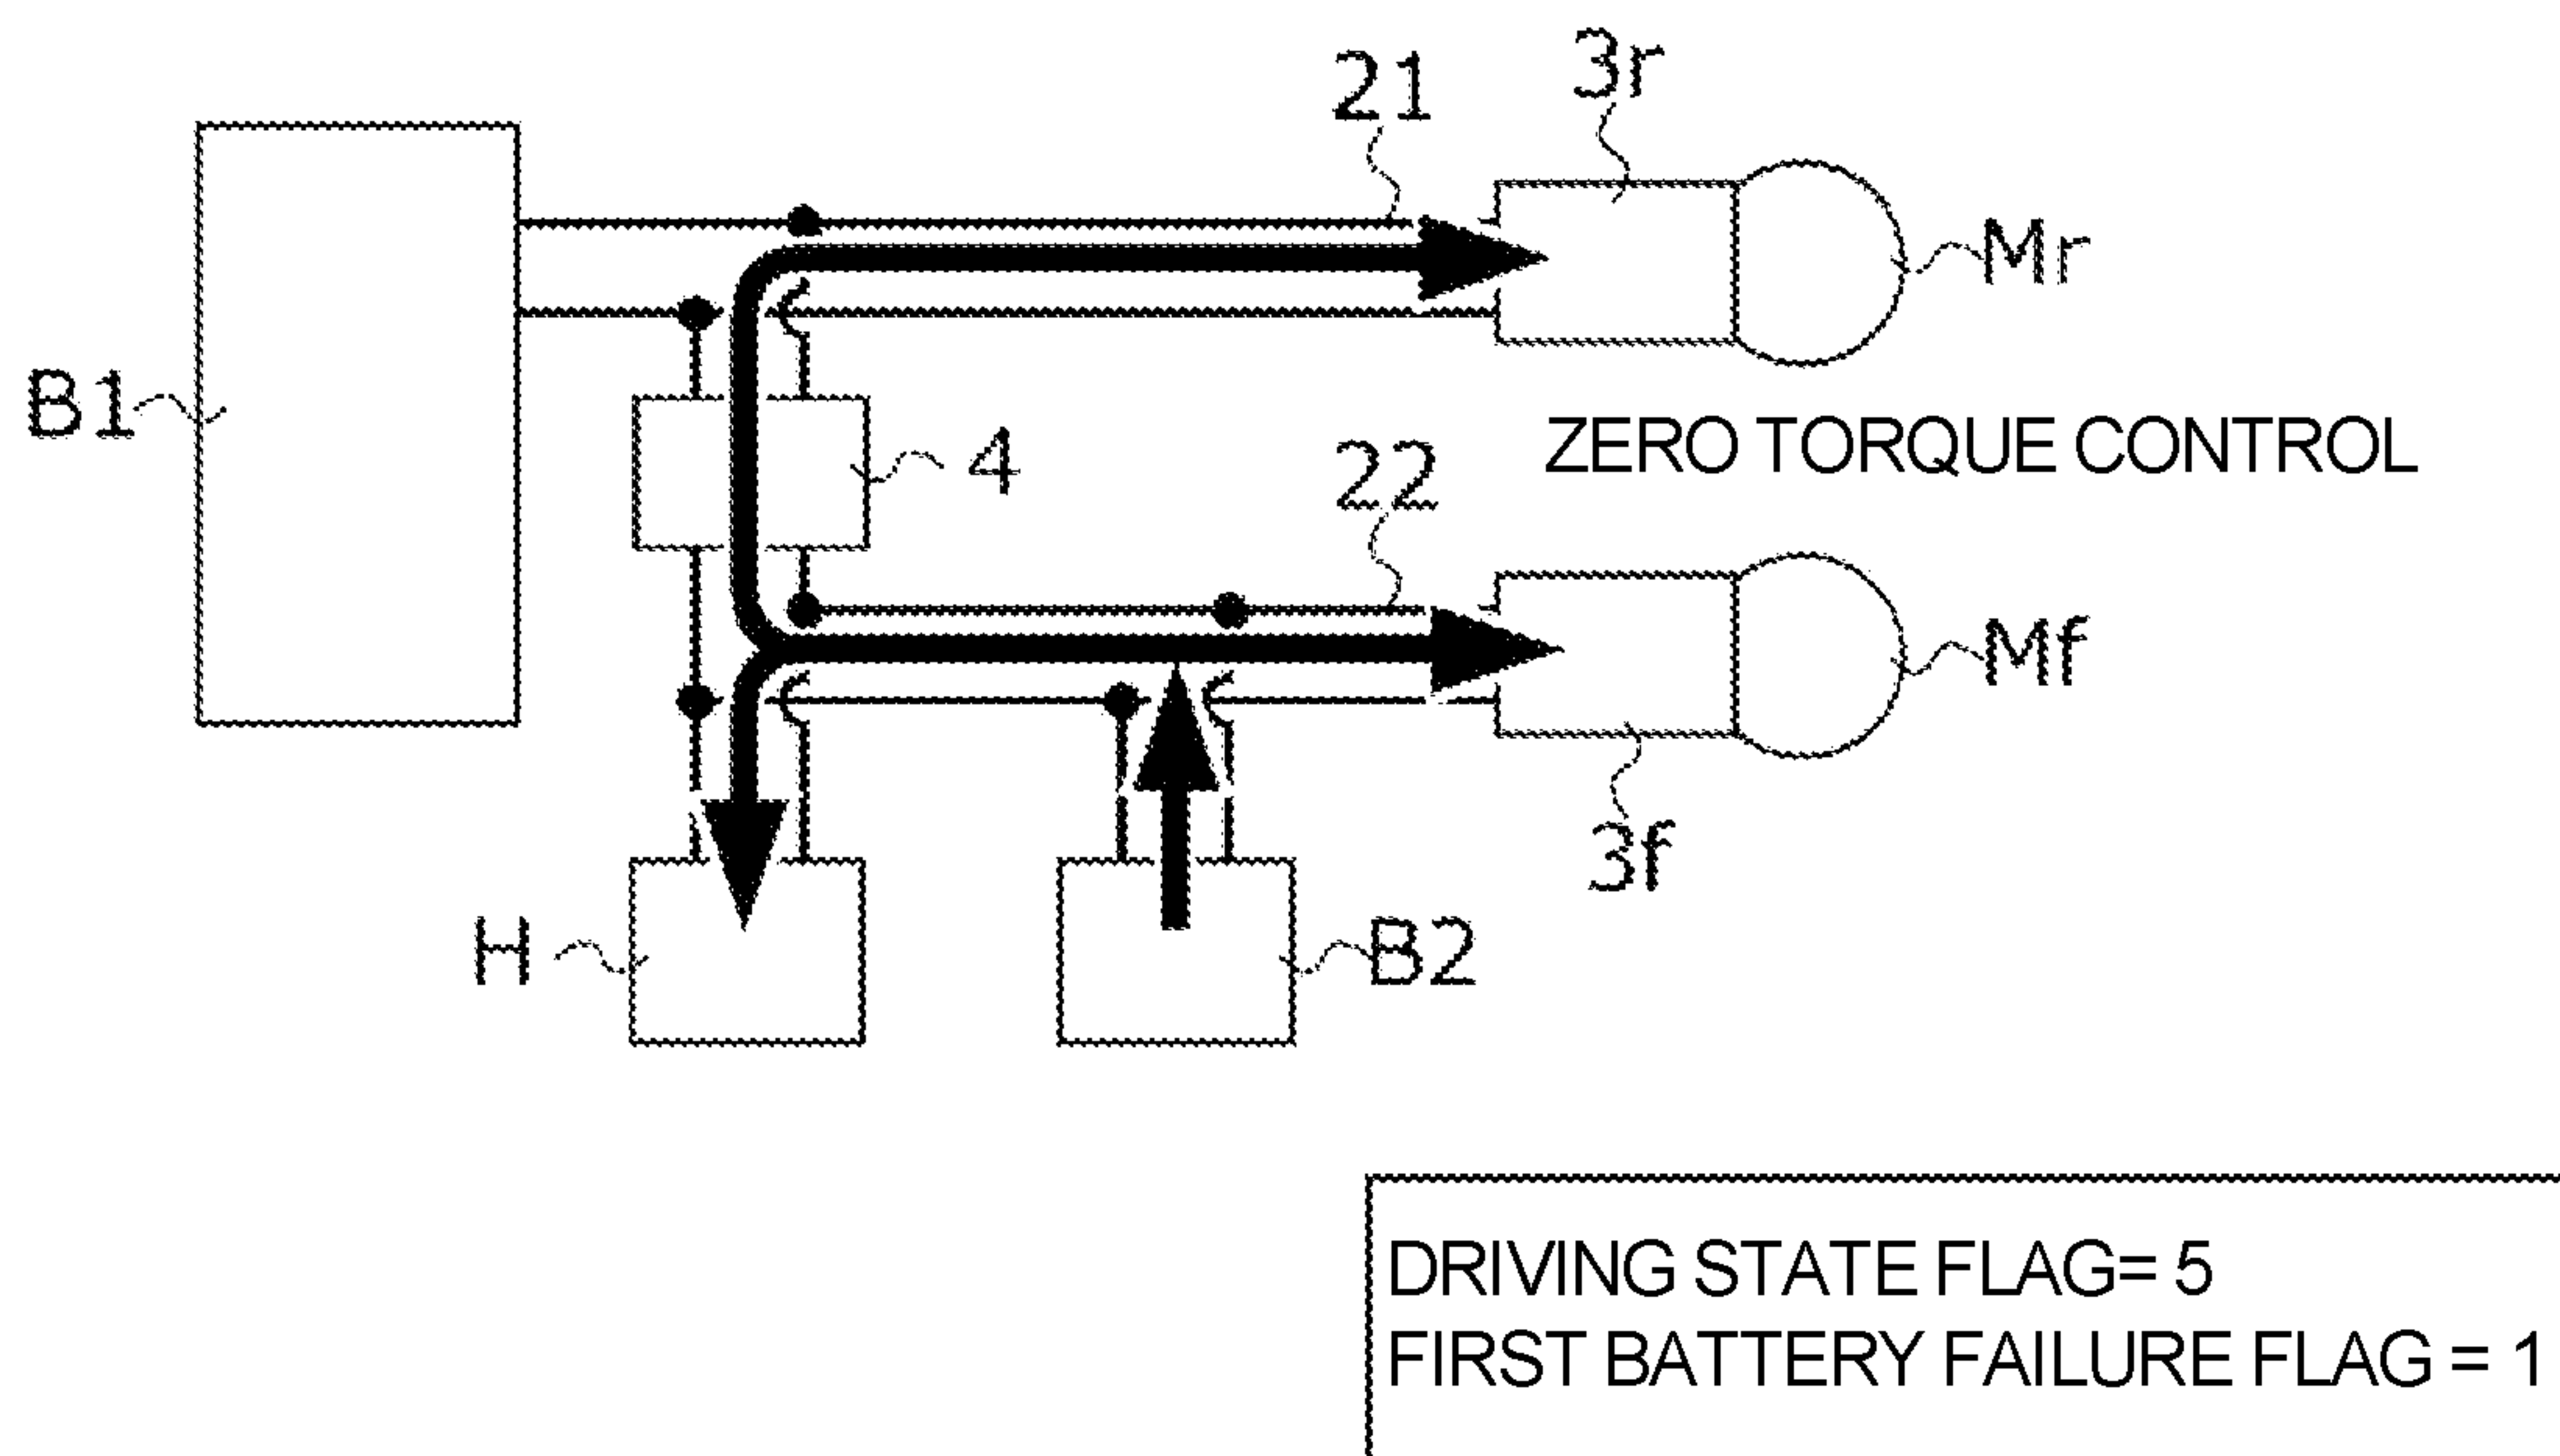 21
3r
Mr
B1
4
ZERO TORQUE CONTROL
22
Mf
3f
H
B2
DRIVING STATE FLAG= 5
FIRST BATTERY FAILURE FLAG = 1